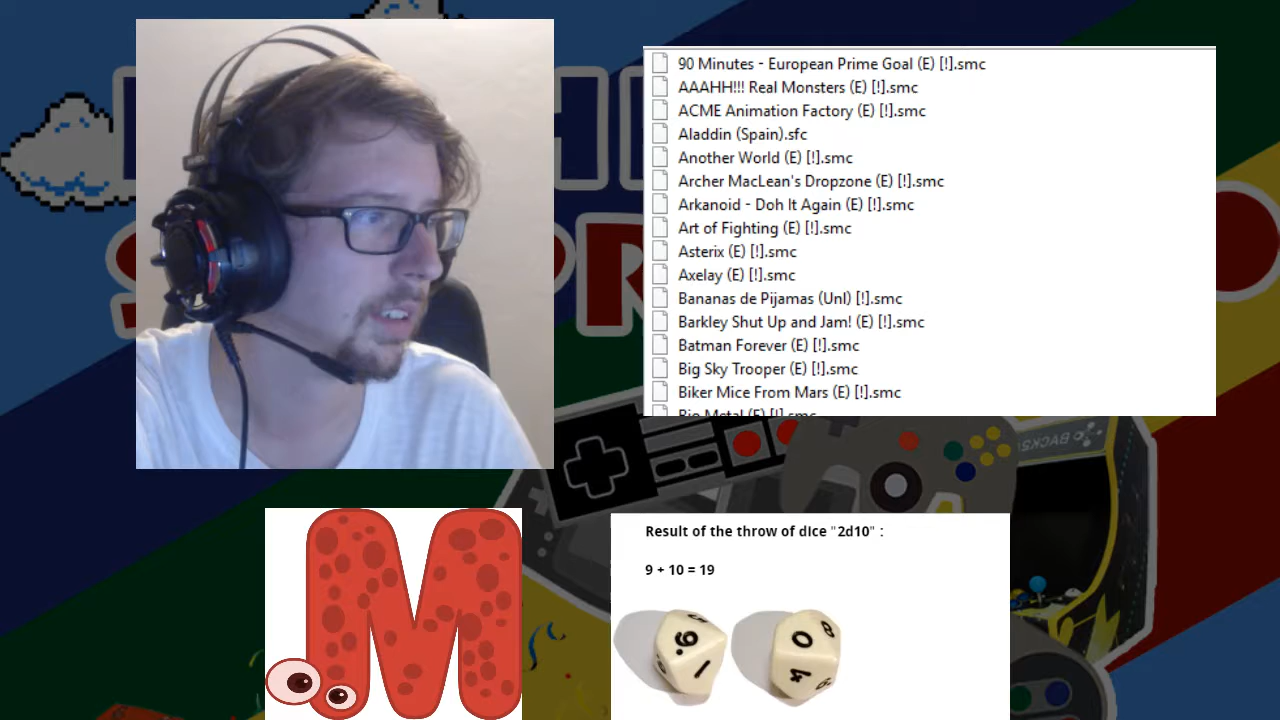 90 Minutes - European Prime Goal (E) [!].smc
AAAHH!!! Real Monsters (E) [!].smc
ACME Animation Factory (E) [!].smc
Aladdin (Spain).sfc
Another World (E) [!].smc
Archer MacLean's Dropzone (E) [!].smc
Arkanoid - Doh It Again (E) [!].smc
Art of Fighting (E) [!].smc
Asterix (E) [!].smc
Axelay (E) [!].smc
Bananas de Pijamas (Unl) [!].smc
Barkley Shut Up and Jam! (E) [!].smc
Batman Forever (E) [!].smc
Big Sky Trooper (E) [!].smc
Biker Mice From Mars (E) [!].smc
Bio Metal (E) [!].smc
M
Result of the throw of dice "2d10" :
9 + 10 = 19